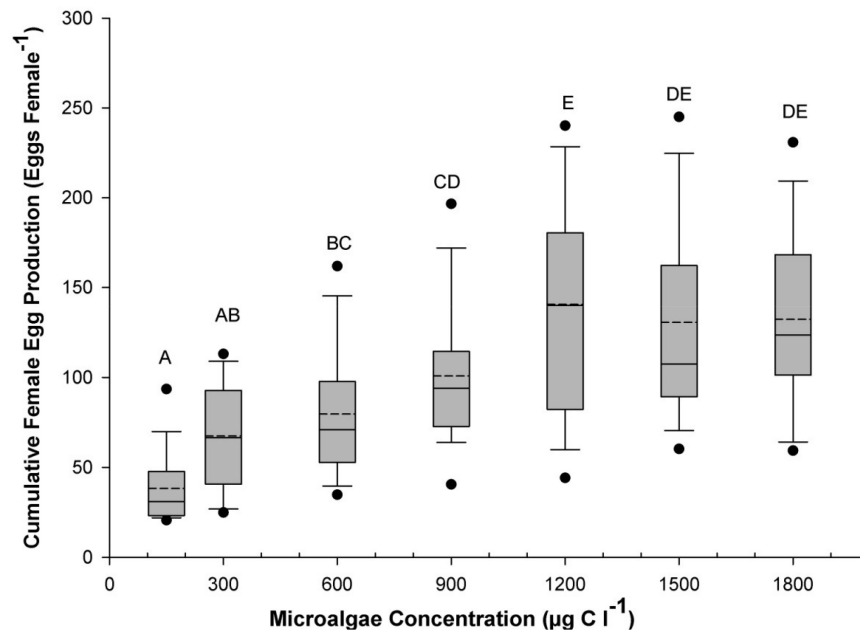 Cumulative Female Egg Production (Eggs Female⁻¹)
300
250
200
150
100
50
0
A
AB
BC
CD
E
DE
DE
0
300
600
900
1200
1500
1800
Microalgae Concentration (µg C l⁻¹)